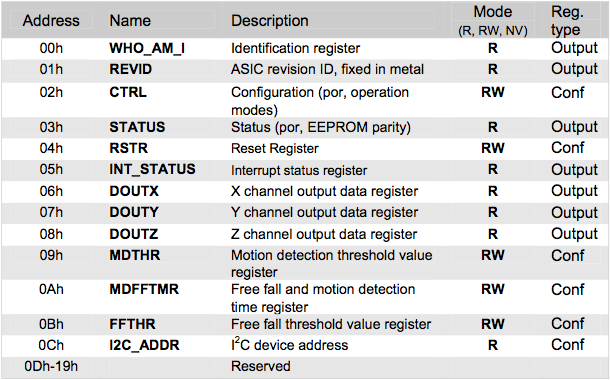 Address Name Description Mode (R, RW, NV) Reg. type
00h WHO_AM_I Identification register R Output
01h REVID ASIC revision ID, fixed in metal R Output
02h CTRL Configuration (por, operation modes) RW Conf
03h STATUS Status (por, EEPROM parity) R Output
04h RSTR Reset Register RW Conf
05h INT_STATUS Interrupt status register R Output
06h DOUTX X channel output data register R Output
07h DOUTY Y channel output data register R Output
08h DOUTZ Z channel output data register R Output
09h MDTHR Motion detection threshold value register RW Conf
0Ah MDFFTMR Free fall and motion detection time register RW Conf
0Bh FFTHR Free fall threshold value register RW Conf
0Ch I2C_ADDR I²C device address R Conf
0Dh-19h Reserved